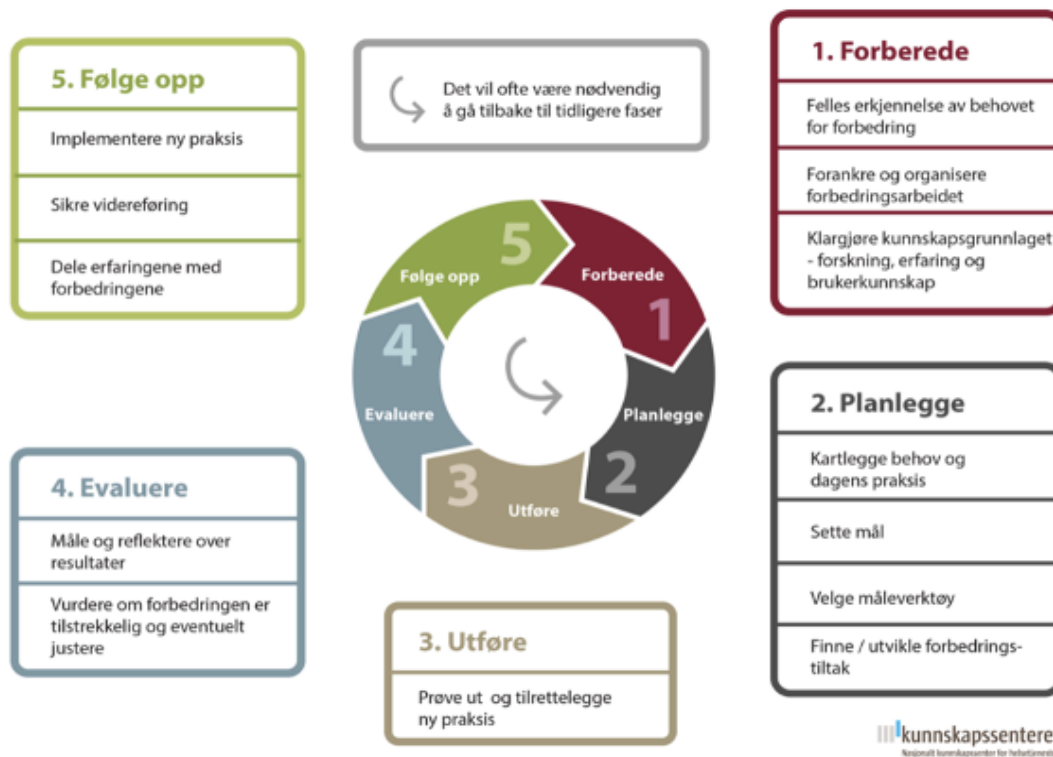 5. Følge opp
Implementere ny praksis
Sikre videreføring
Dele erfaringene med
forbedringene
Det vil ofte være nødvendig
å gå tilbake til tidligere faser
1. Forberede
Felles erkjennelse av behovet
for forbedring
Forankre og organisere
forbedringsarbeidet
Klargjøre kunnskapsgrunnlaget
- forskning, erfaring og
brukerkunnskap
5
Følge opp
Forberede
1
4
Evaluere
Planlegge
3
2
Utføre
2. Planlegge
Kartlegge behov og
dagens praksis
Sette mål
Velge måleverktøy
Finne / utvikle forbedrings-
tiltak
4. Evaluere
Måle og reflektere over
resultater
Vurdere om forbedringen er
tilstrekkelig og eventuelt
justere
3. Utføre
Prøve ut og tilrettelegge
ny praksis
kunnskapssentere
Nasjonalt kunnskapssenter for helsetjeneste